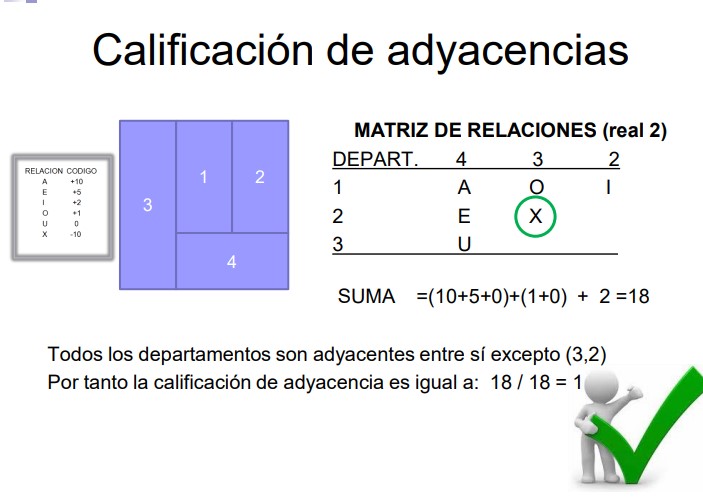 Calificación de adyacencias
RELACION CODIGO
A +10
E +5
I +2
O +1
U 0
X -10
3
1
2
4
MATRIZ DE RELACIONES (real 2)
DEPART. 4 3 2
1 A O I
2 E X
3 U
SUMA =(10+5+0)+(1+0) + 2 =18
Todos los departamentos son adyacentes entre sí excepto (3,2)
Por tanto la calificación de adyacencia es igual a: 18 / 18 = 1